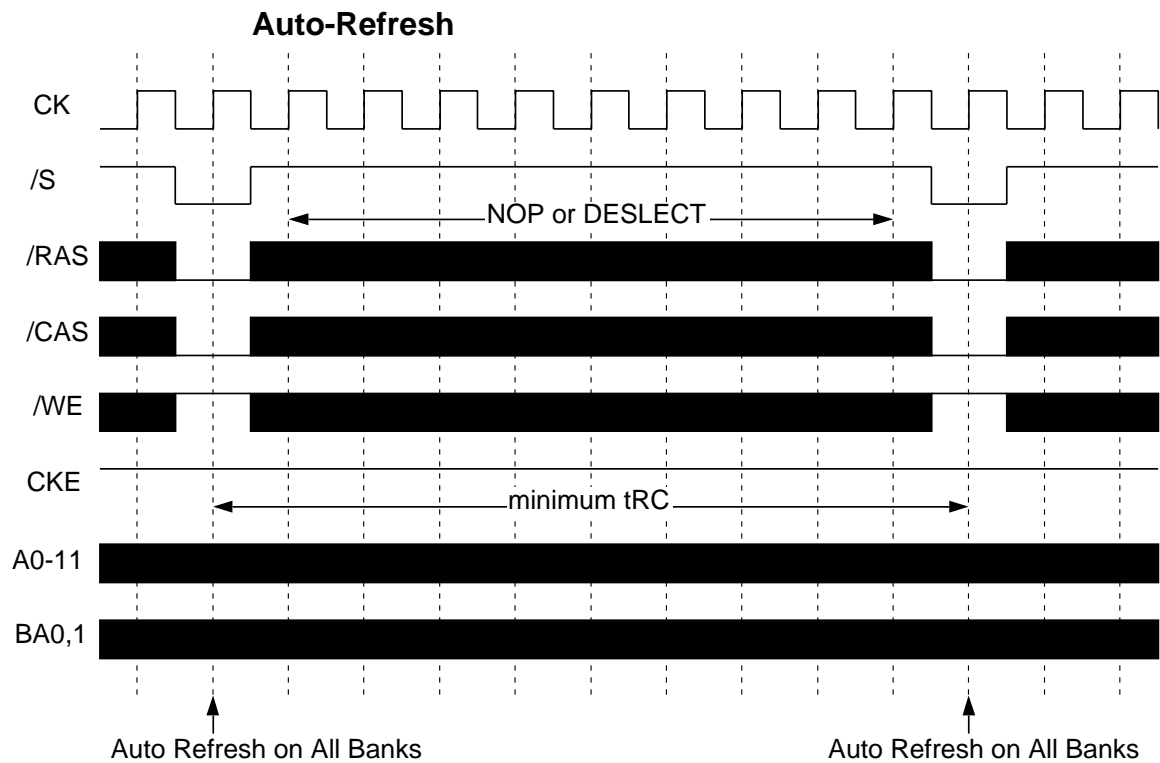 Auto-Refresh
CK
/S
NOP or DESLECT
/RAS
/CAS
/WE
CKE
minimum tRC
A0-11
BA0,1
Auto Refresh on All Banks
Auto Refresh on All Banks